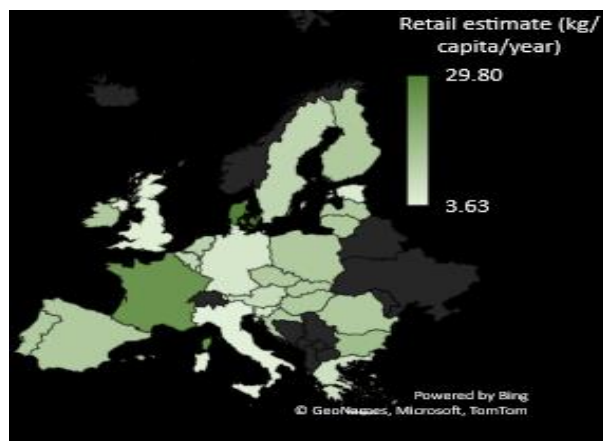 Retail estimate (kg/
capita/year)
29.80
3.63
Powered by Bing
© GeoNames, Microsoft, TomTom